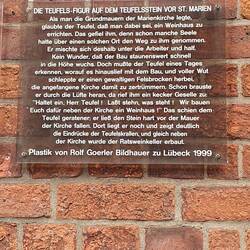 DIE TEUFELS-FIGUR AUF DEM TEUFELSSTEIN VOR ST. MARIEN
Als man die Grundmauern der Marienkirche legte,
glaubte der Teufel, daß man dabei sei, ein Weinhaus zu
errichten. Das gefiel ihm, denn schon manche Seele
hatte über einen solchen Ort den Weg zu ihm genommen.
Er mischte sich deshalb unter die Arbeiter und half.
Kein Wunder, daß der Bau staunenswert schnell
in die Höhe wuchs. Doch mußte der Teufel eines Tages
erkennen, worauf es hinauslief mit dem Bau, und voller Wut
schleppte er einen gewaltigen Felsbrocken herbei,
die angefangene Kirche damit zu zertrümmern. Schon brauste
er durch die Lüfte heran, da rief ihm ein kecker Geselle zu:
"Haltet ein, Herr Teufel! Laßt stehn, was steht! Wir bauen
Euch dafür neben der Kirche ein Weinhaus!" Das schien dem
Teufel geratener; er ließ den Stein hart vor der Mauer
der Kirche fallen. Dort liegt er noch und zeigt deutlich
die Eindrücke der Teufelskrallen, und gleich neben
der Kirche wurde der Ratsweinkeller erbaut.
Plastik von Rolf Goerler Bildhauer zu Lübeck 1999